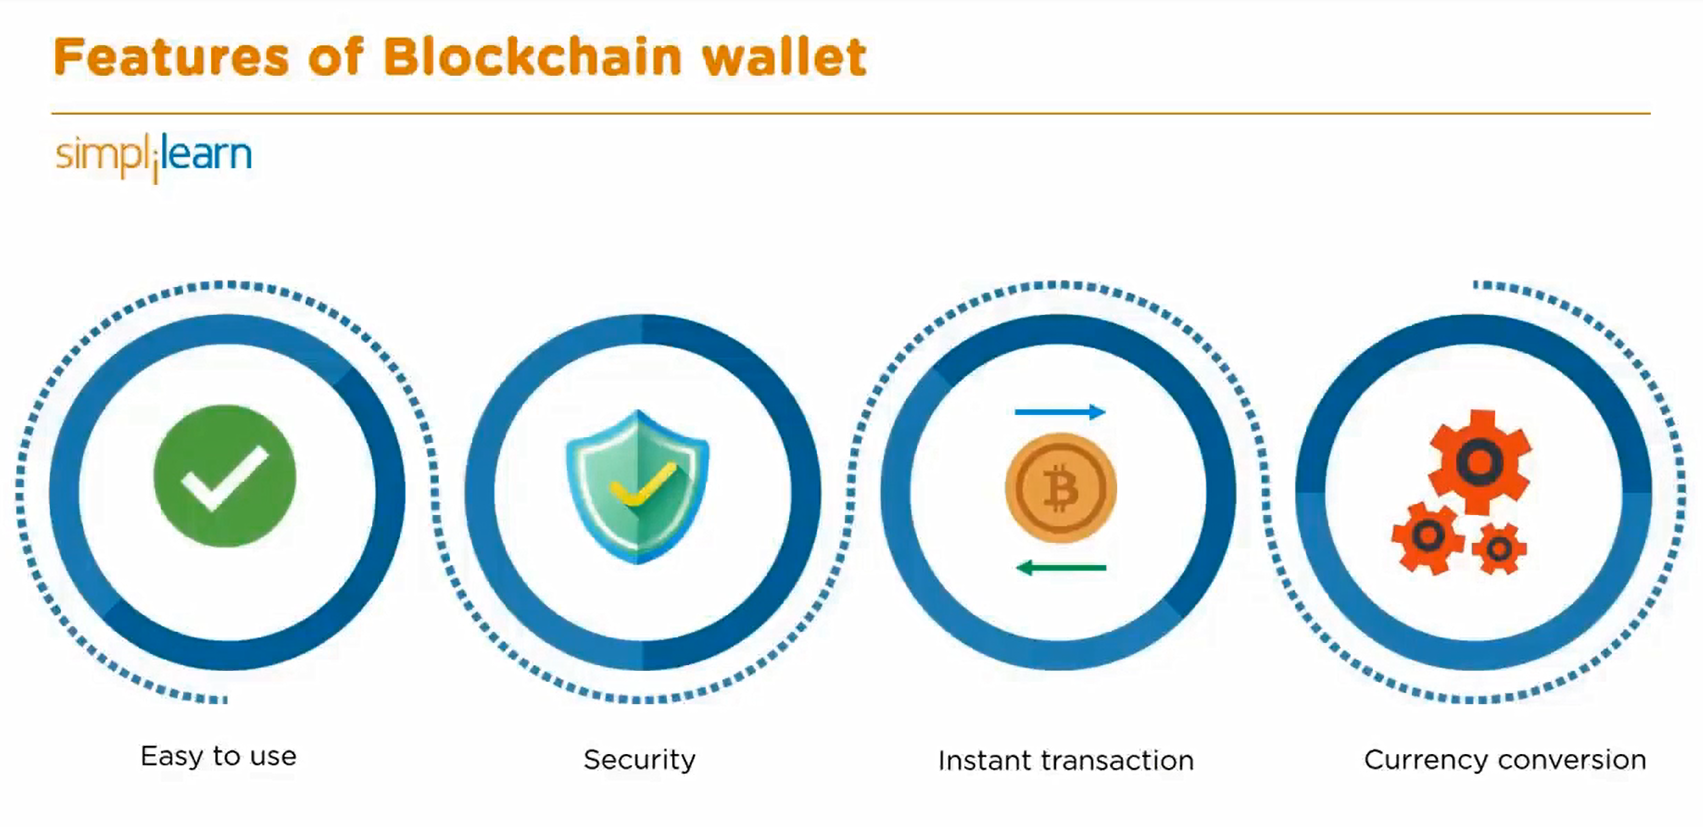 Features of Blockchain wallet
simplilearn
Easy to use
Security
Instant transaction
Currency conversion